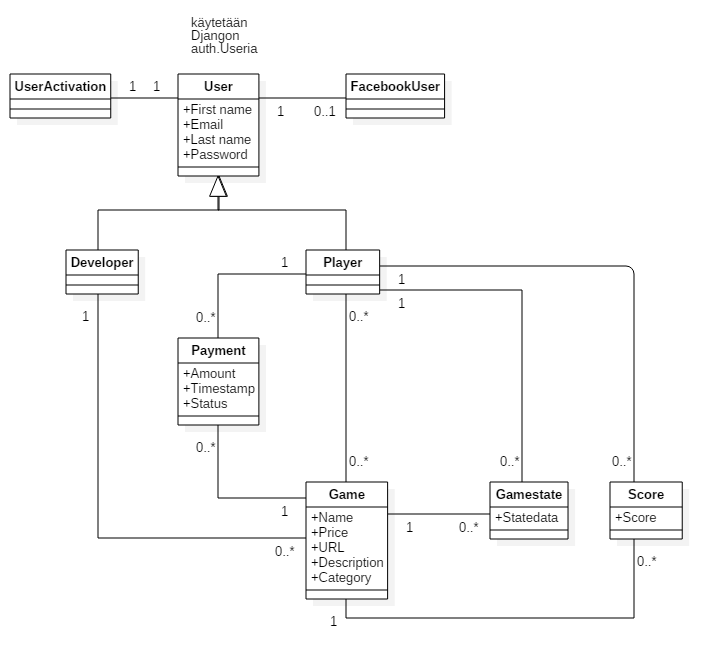 käytetään
Djangon
auth.Useria
UserActivation
1
1
User
+First name
+Email
+Last name
+Password
1
0..1
FacebookUser
Developer
1
Player
1
1
1
0..*
0..*
Payment
+Amount
+Timestamp
+Status
0..*
0..*
0..*
0..*
Game
+Name
+Price
+URL
+Description
+Category
1
0..*
1
0..*
Gamestate
+Statedata
Score
+Score
0..*
1